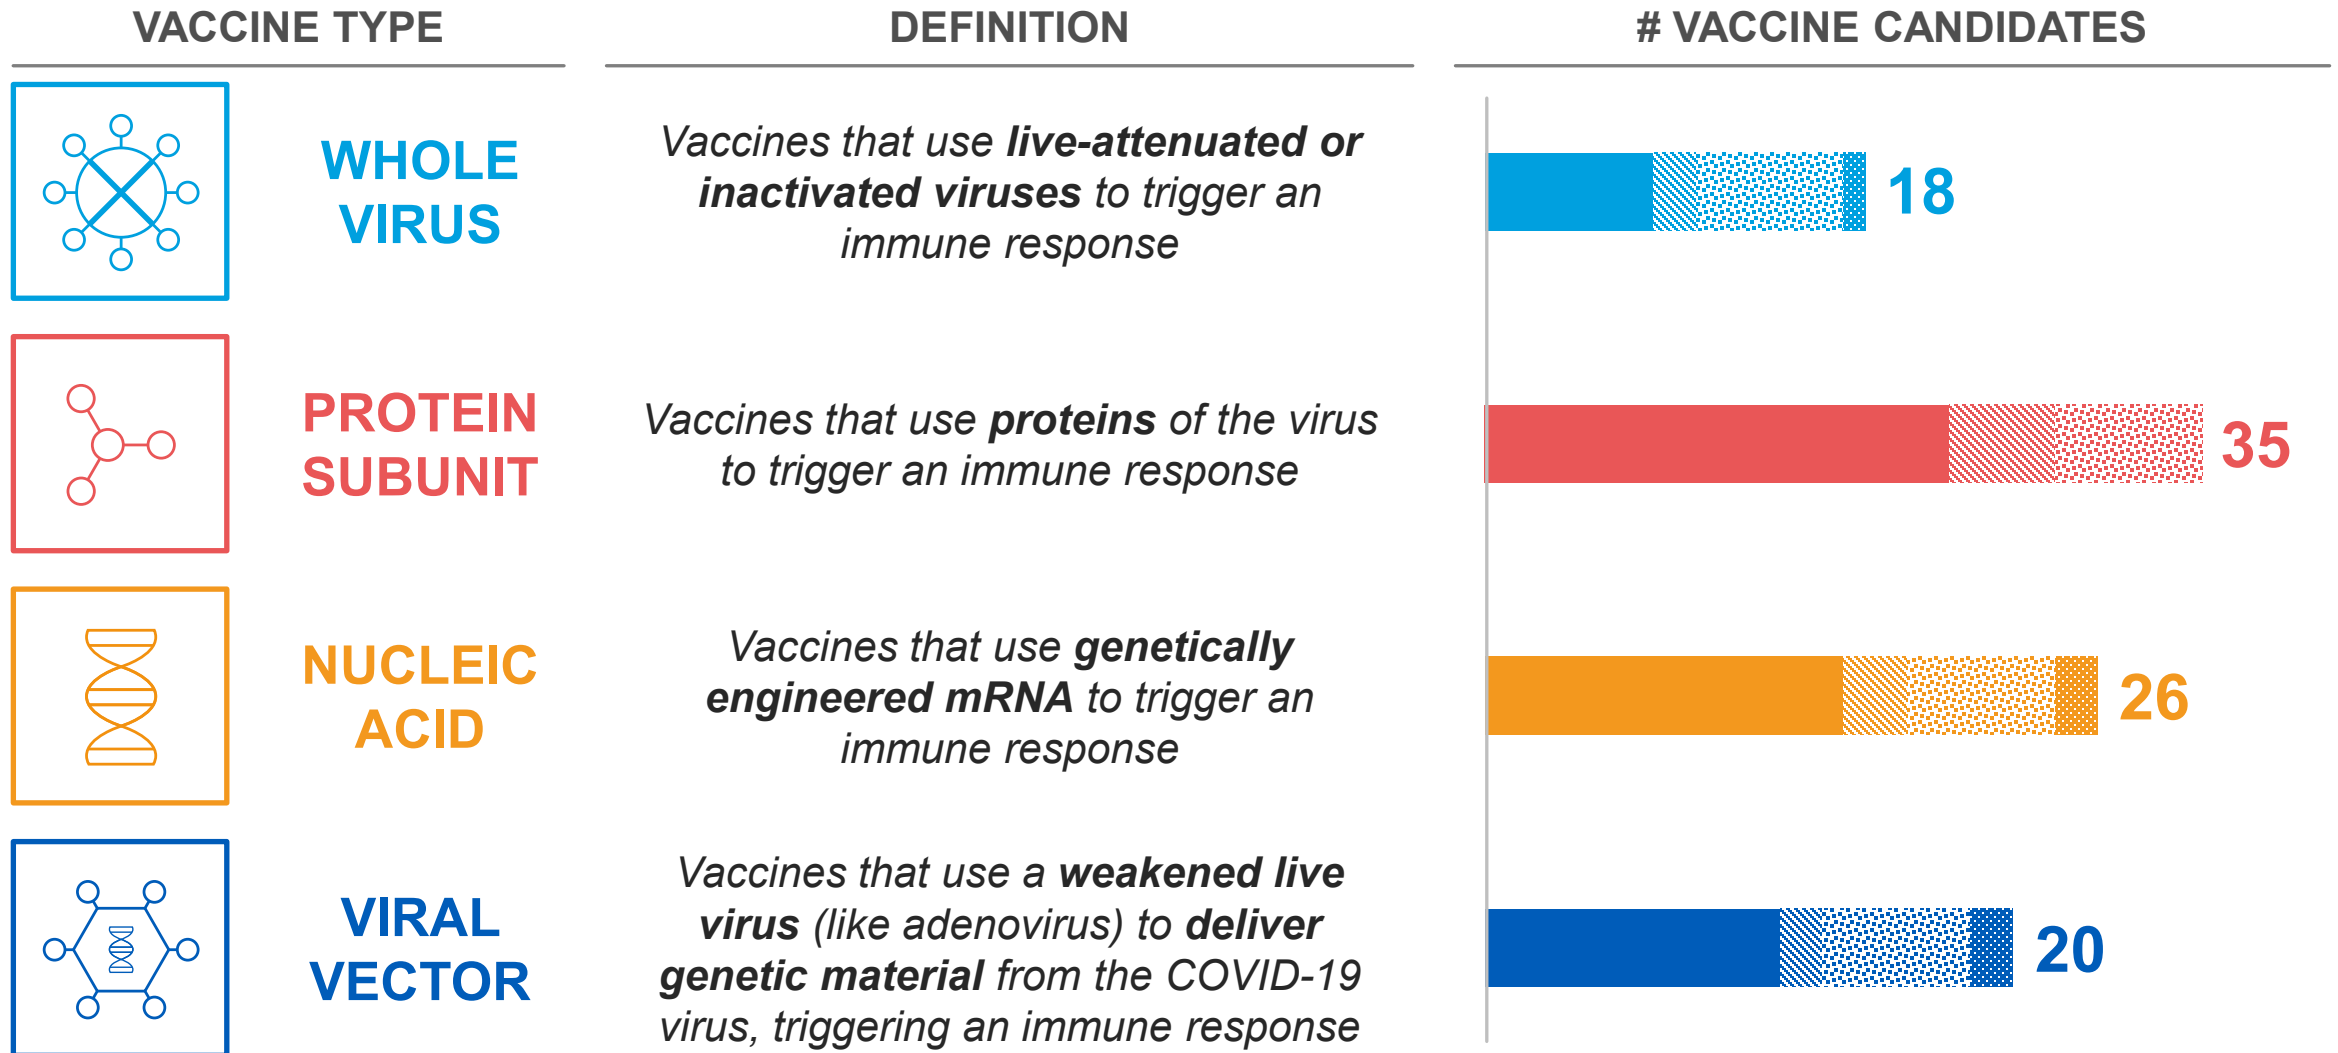 VACCINE TYPE
DEFINITION
# VACCINE CANDIDATES
WHOLE
VIRUS
Vaccines that use live-attenuated or
inactivated viruses to trigger an
immune response
18
PROTEIN
SUBUNIT
Vaccines that use proteins of the virus
to trigger an immune response
35
NUCLEIC
ACID
Vaccines that use genetically
engineered mRNA to trigger an
immune response
26
VIRAL
VECTOR
Vaccines that use a weakened live
virus (like adenovirus) to deliver
genetic material from the COVID-19
virus, triggering an immune response
20